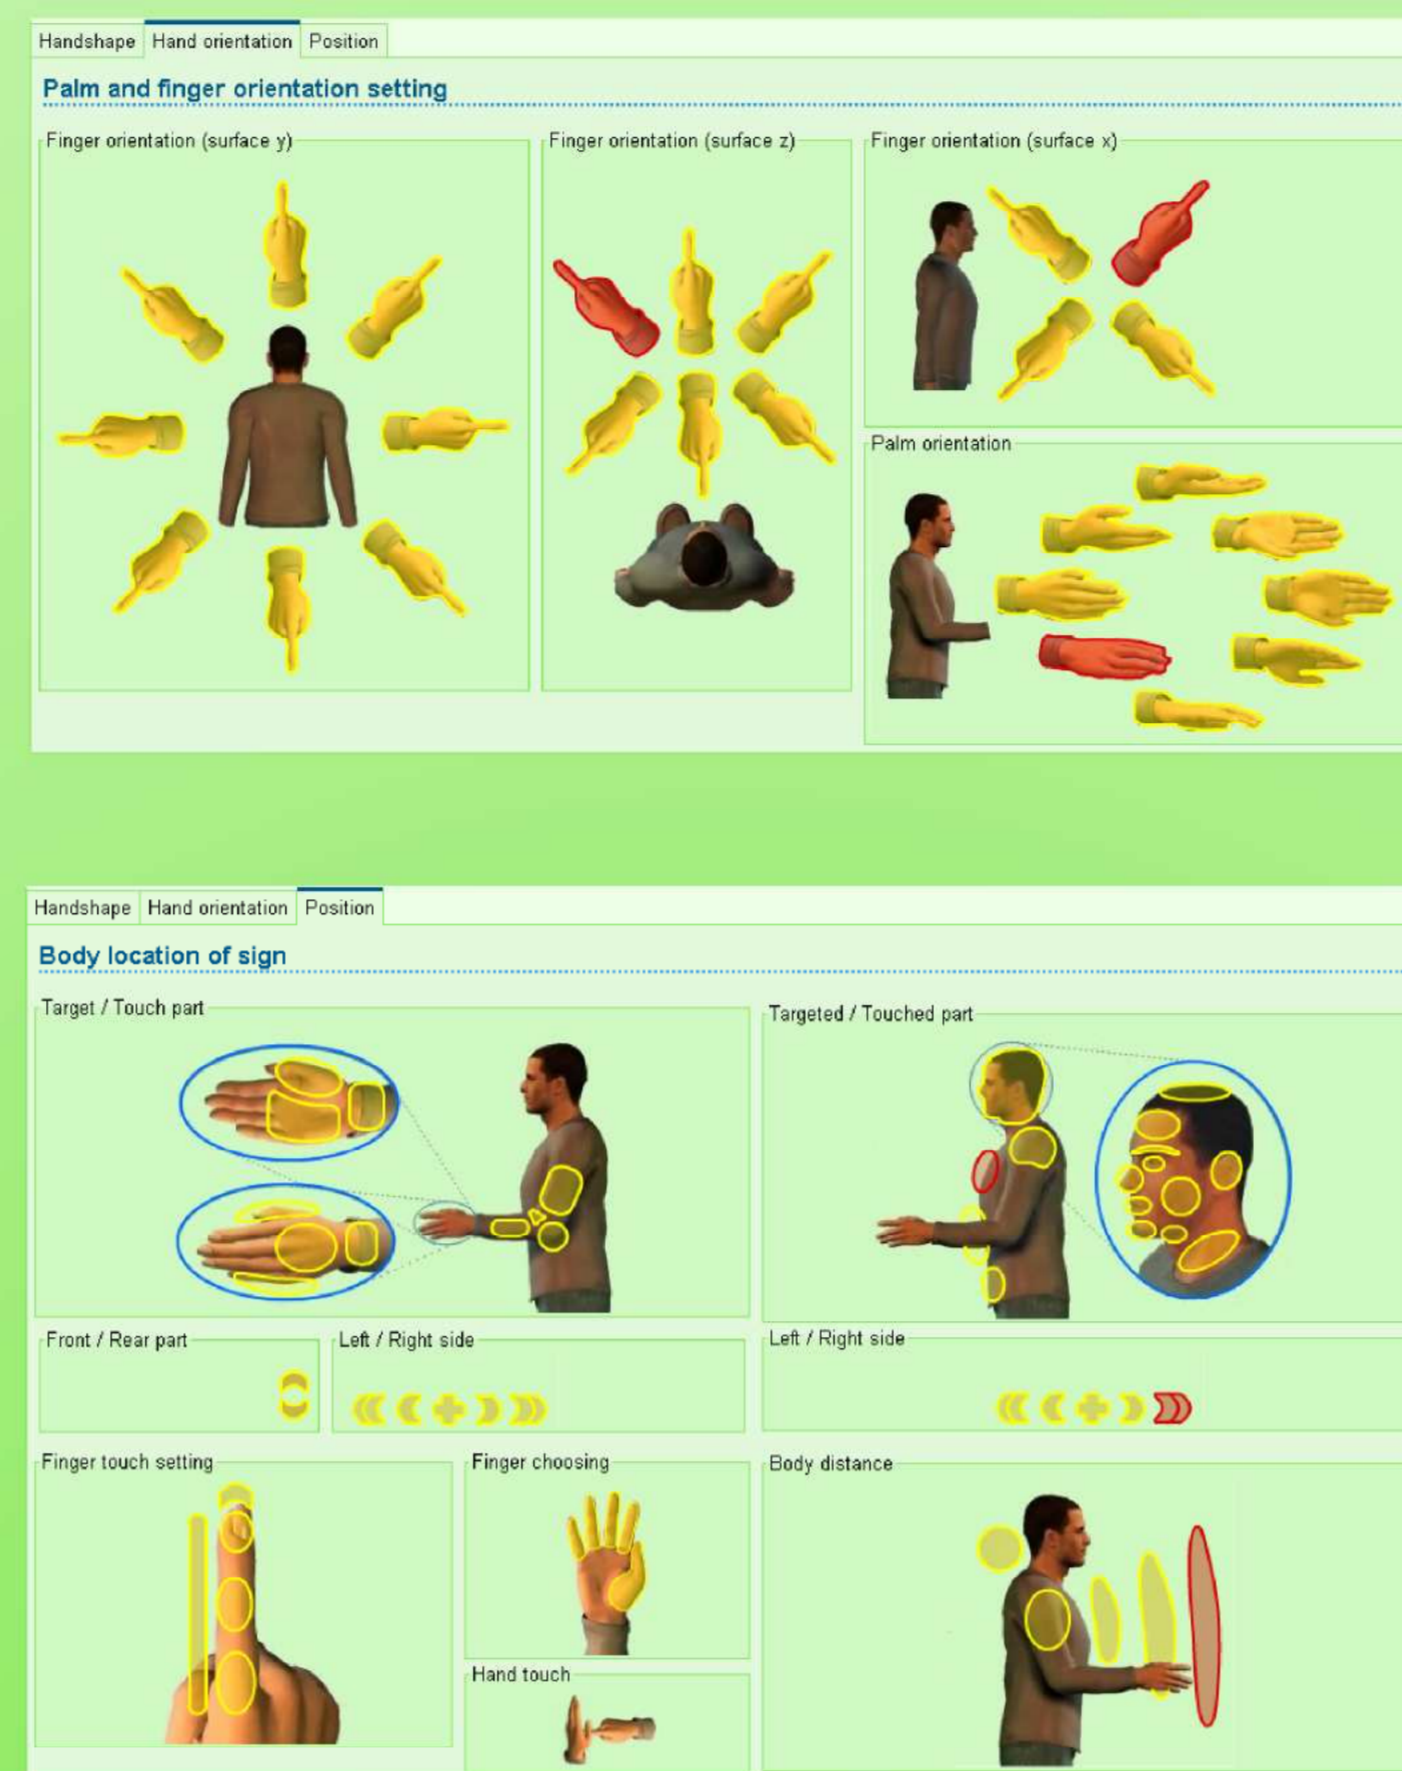 Handshape Hand orientation Position
Palm and finger orientation setting
Finger orientation (surface y) Finger orientation (surface z) Finger orientation (surface x)
Palm orientation
Handshape Hand orientation Position
Body location of sign
Target / Touch part Targeted / Touched part
Front / Rear part Left / Right side Left / Right side
Finger touch setting Finger choosing Body distance
Hand touch